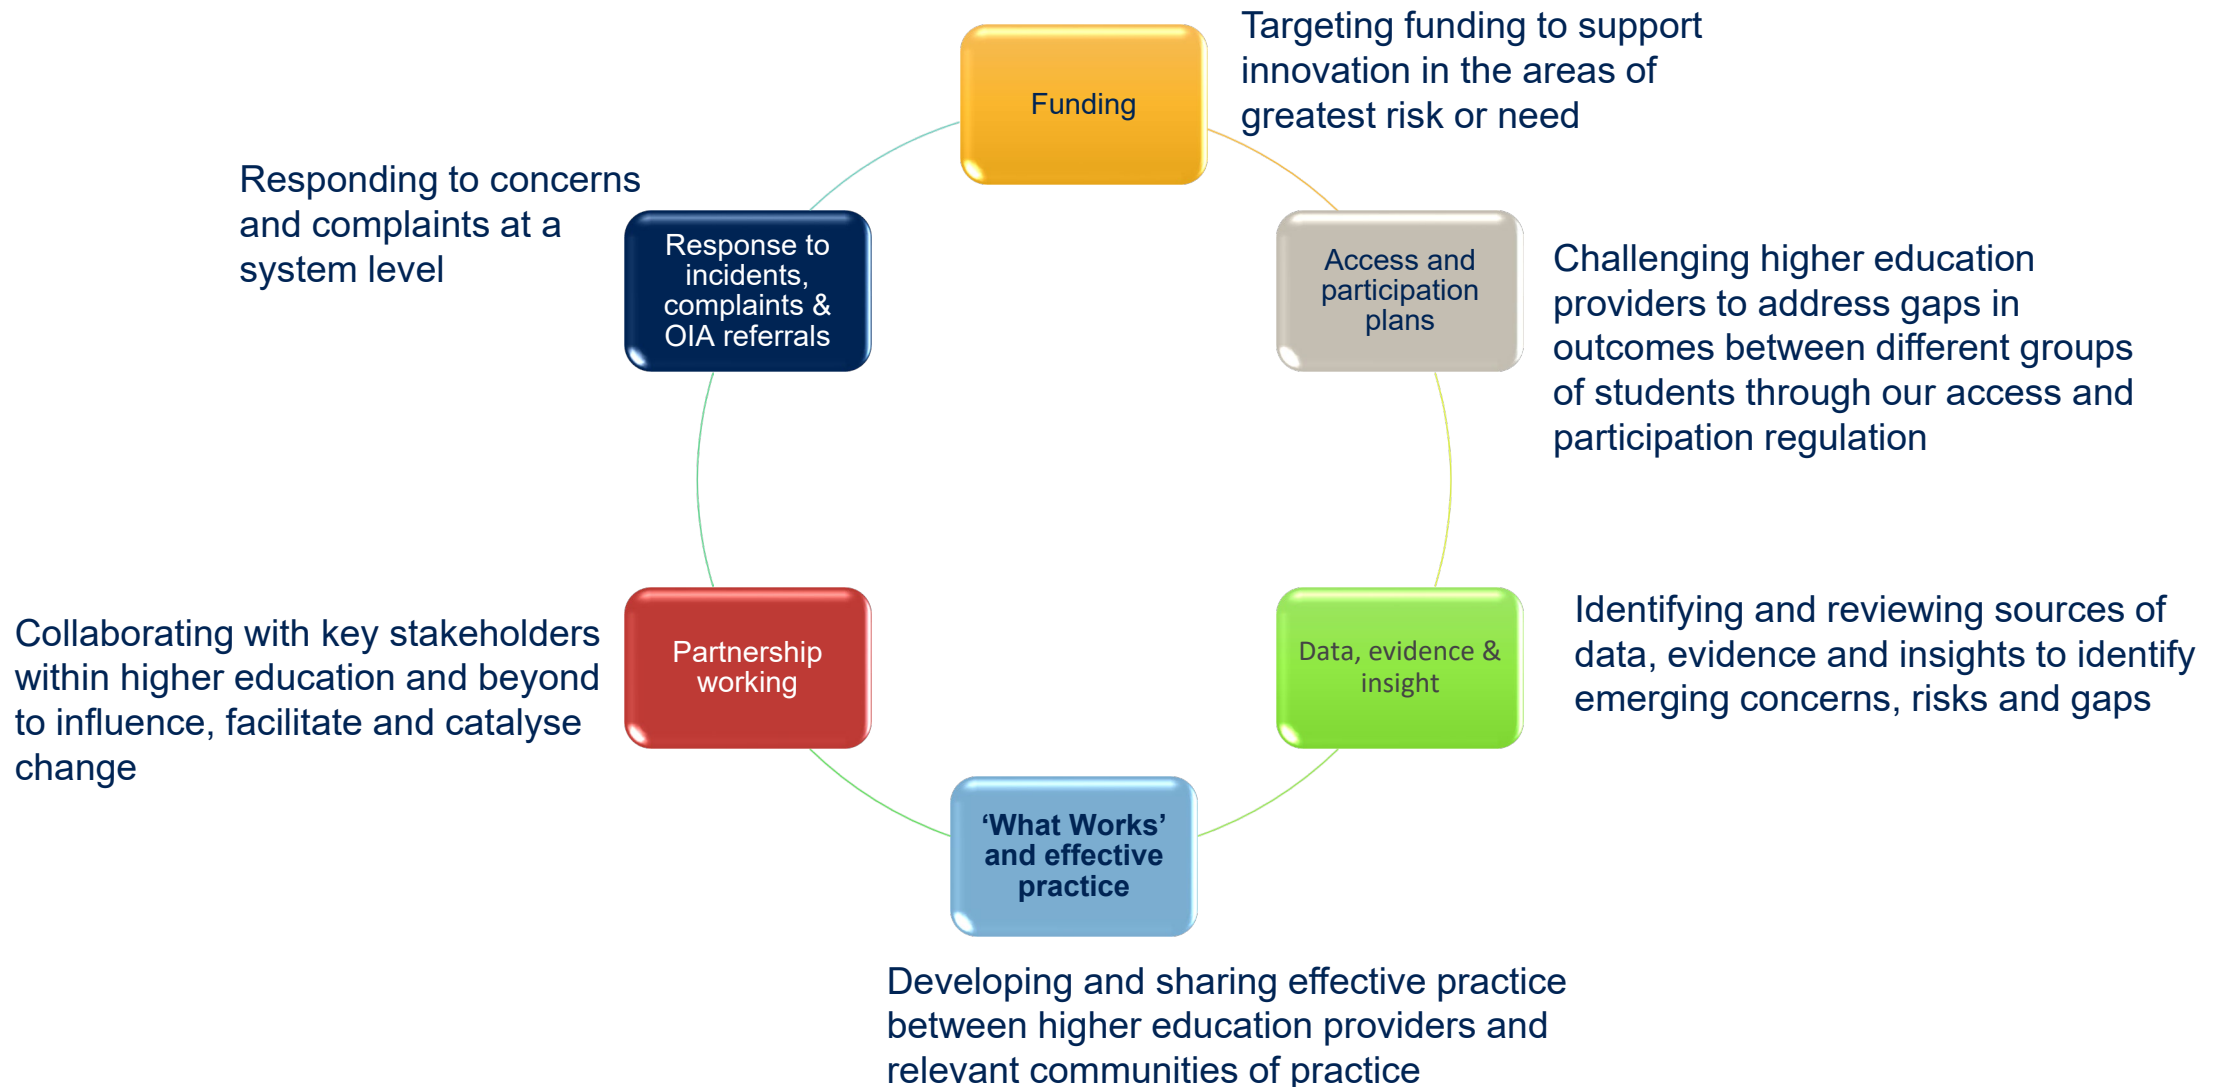 Funding
Targeting funding to support
innovation in the areas of
greatest risk or need
Access and
participation
plans
Challenging higher education
providers to address gaps in
outcomes between different groups
of students through our access and
participation regulation
Data, evidence &
insight
Identifying and reviewing sources of
data, evidence and insights to identify
emerging concerns, risks and gaps
‘What Works’
and effective
practice
Developing and sharing effective practice
between higher education providers and
relevant communities of practice
Partnership
working
Collaborating with key stakeholders
within higher education and beyond
to influence, facilitate and catalyse
change
Response to
incidents,
complaints &
OIA referrals
Responding to concerns
and complaints at a
system level